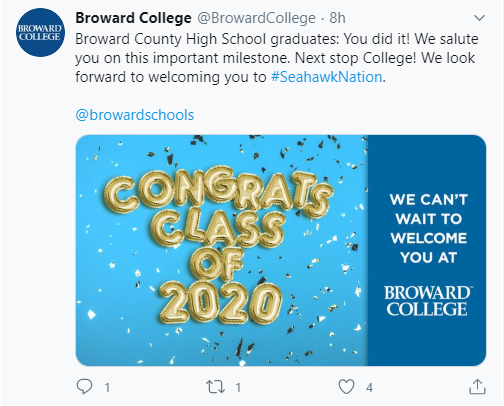 BROWARD
COLLEGE
Broward College @BrowardCollege · 8h
Broward County High School graduates: You did it! We salute
you on this important milestone. Next stop College! We look
forward to welcoming you to #SeahawkNation.
@browardschools
CONGRATS
CLASS
OF
2020
WE CAN'T
WAIT TO
WELCOME
YOU AT
BROWARD
COLLEGE
1
1
4